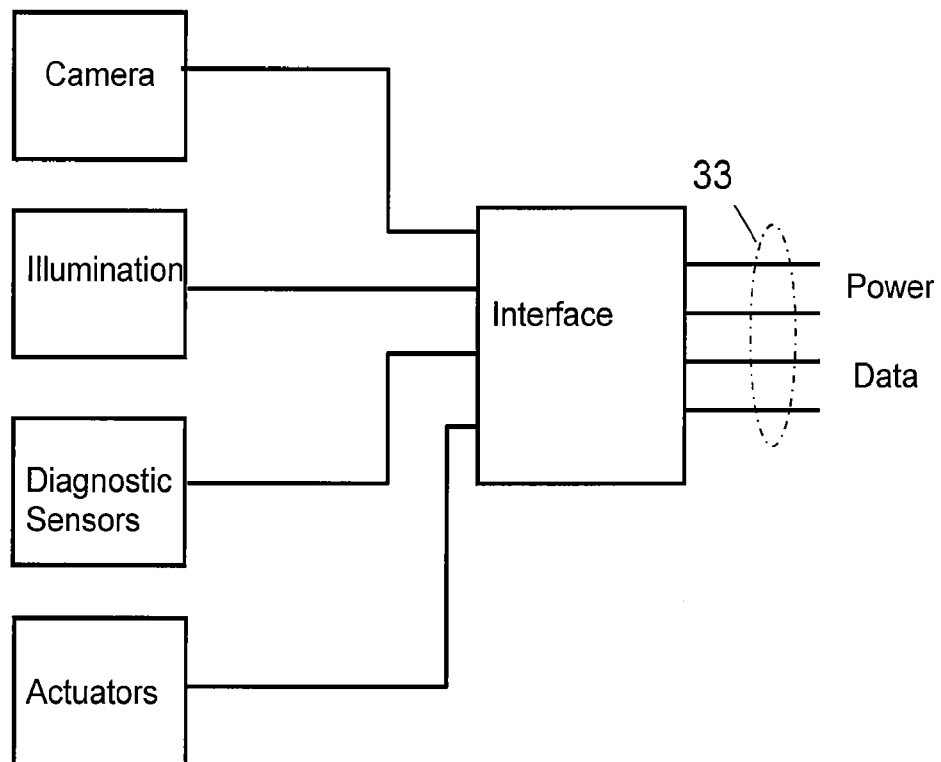 Camera
33
Illumination
Interface
Power
Data
Diagnostic
Sensors
Actuators